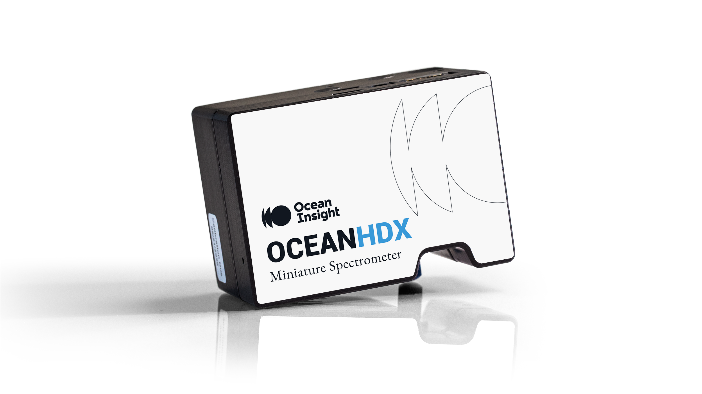 Ocean
Insight
OCEANHDX
Miniature Spectrometer